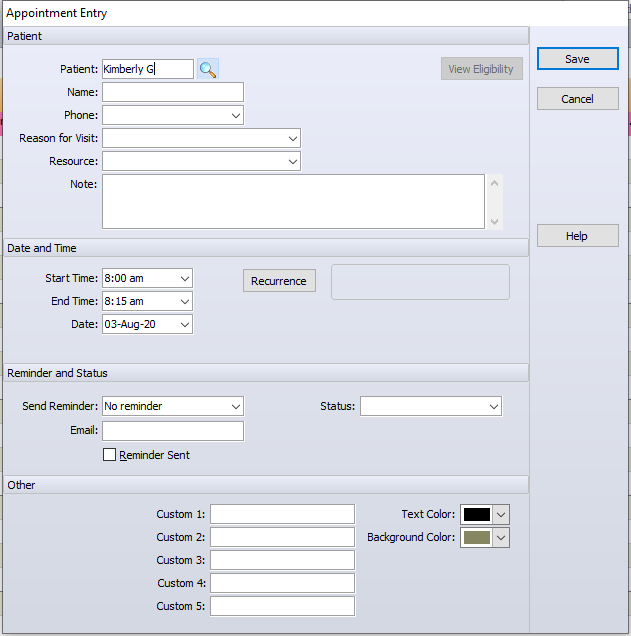 Appointment Entry
Patient
Patient: Kimberly G
View Eligibility
Save
Name:
Cancel
Phone:
Reason for Visit:
Resource:
Note:
Help
Date and Time
Start Time: 8:00 am
Recurrence
End Time: 8:15 am
Date: 03-Aug-20
Reminder and Status
Send Reminder: No reminder
Status:
Email:
Reminder Sent
Other
Custom 1:
Text Color:
Custom 2:
Background Color:
Custom 3:
Custom 4:
Custom 5: